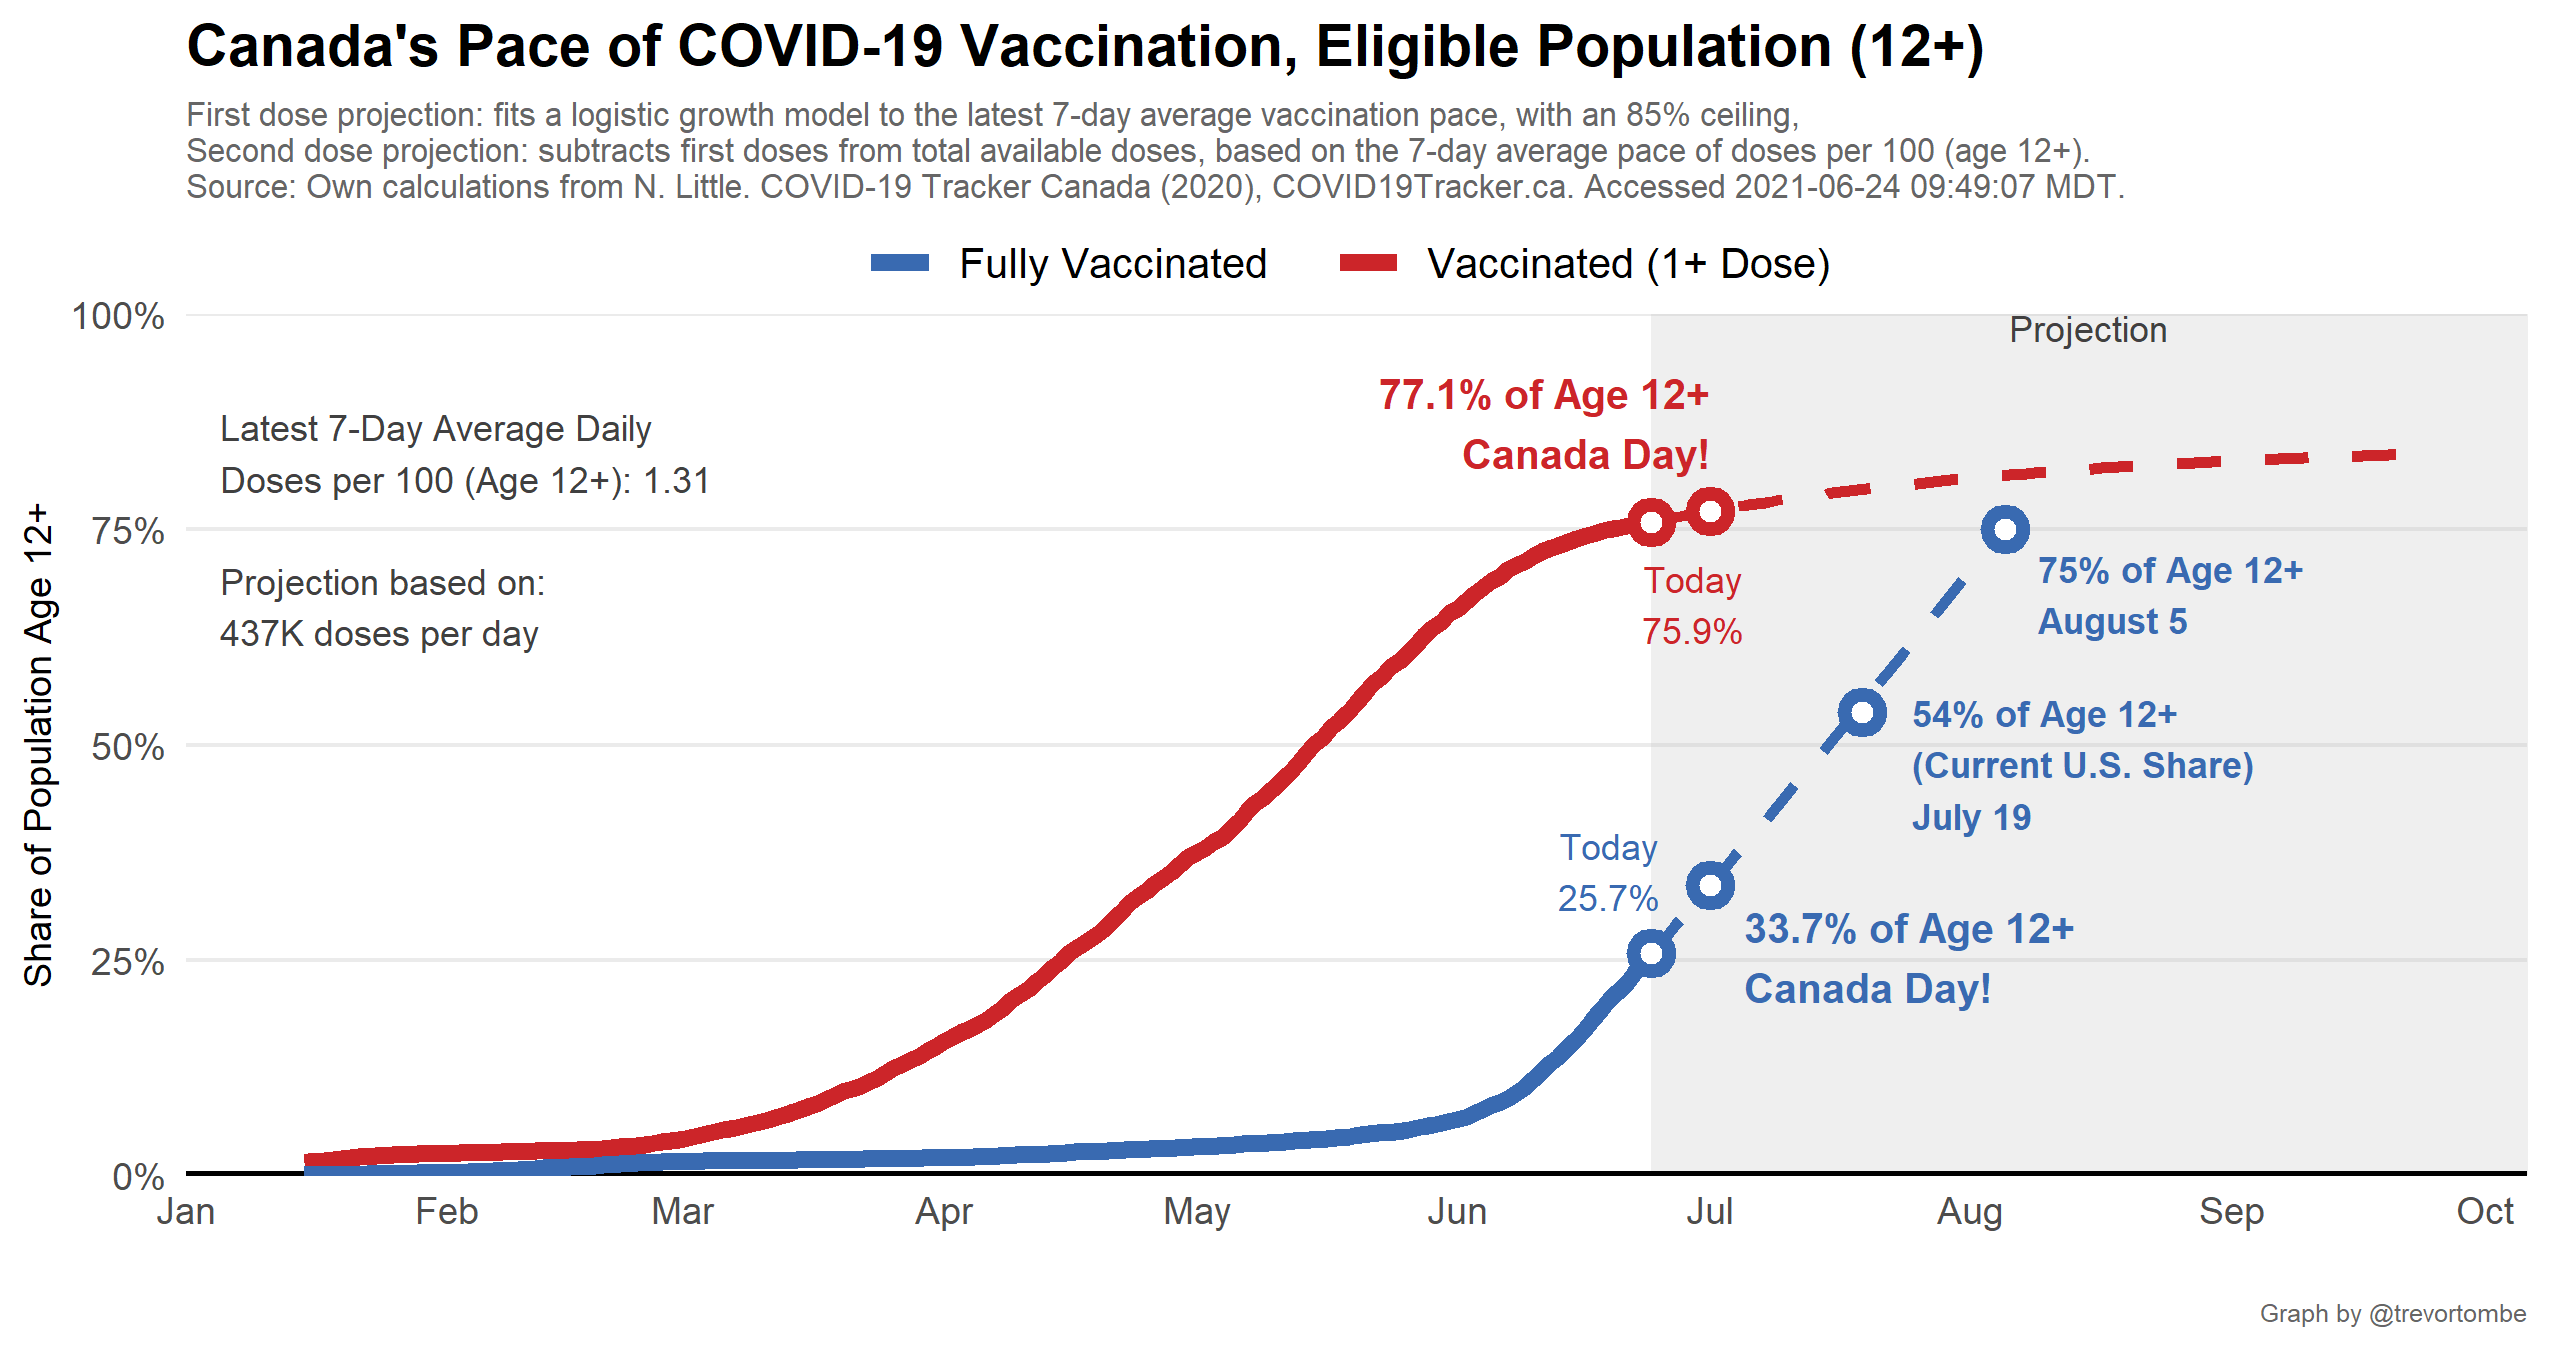 Canada's Pace of COVID-19 Vaccination, Eligible Population (12+)
First dose projection: fits a logistic growth model to the latest 7-day average vaccination pace, with an 85% ceiling,
Second dose projection: subtracts first doses from total available doses, based on the 7-day average pace of doses per 100 (age 12+).
Source: Own calculations from N. Little. COVID-19 Tracker Canada (2020), COVID19Tracker.ca. Accessed 2021-06-24 09:49:07 MDT.
Fully Vaccinated
Vaccinated (1+ Dose)
Share of Population Age 12+
100%
75%
50%
25%
0%
Projection
Latest 7-Day Average Daily
Doses per 100 (Age 12+): 1.31
Projection based on:
437K doses per day
77.1% of Age 12+
Canada Day!
Today
75.9%
75% of Age 12+
August 5
54% of Age 12+
(Current U.S. Share)
July 19
Today
25.7%
33.7% of Age 12+
Canada Day!
Jan
Feb
Mar
Apr
May
Jun
Jul
Aug
Sep
Oct
Graph by @trevortombe